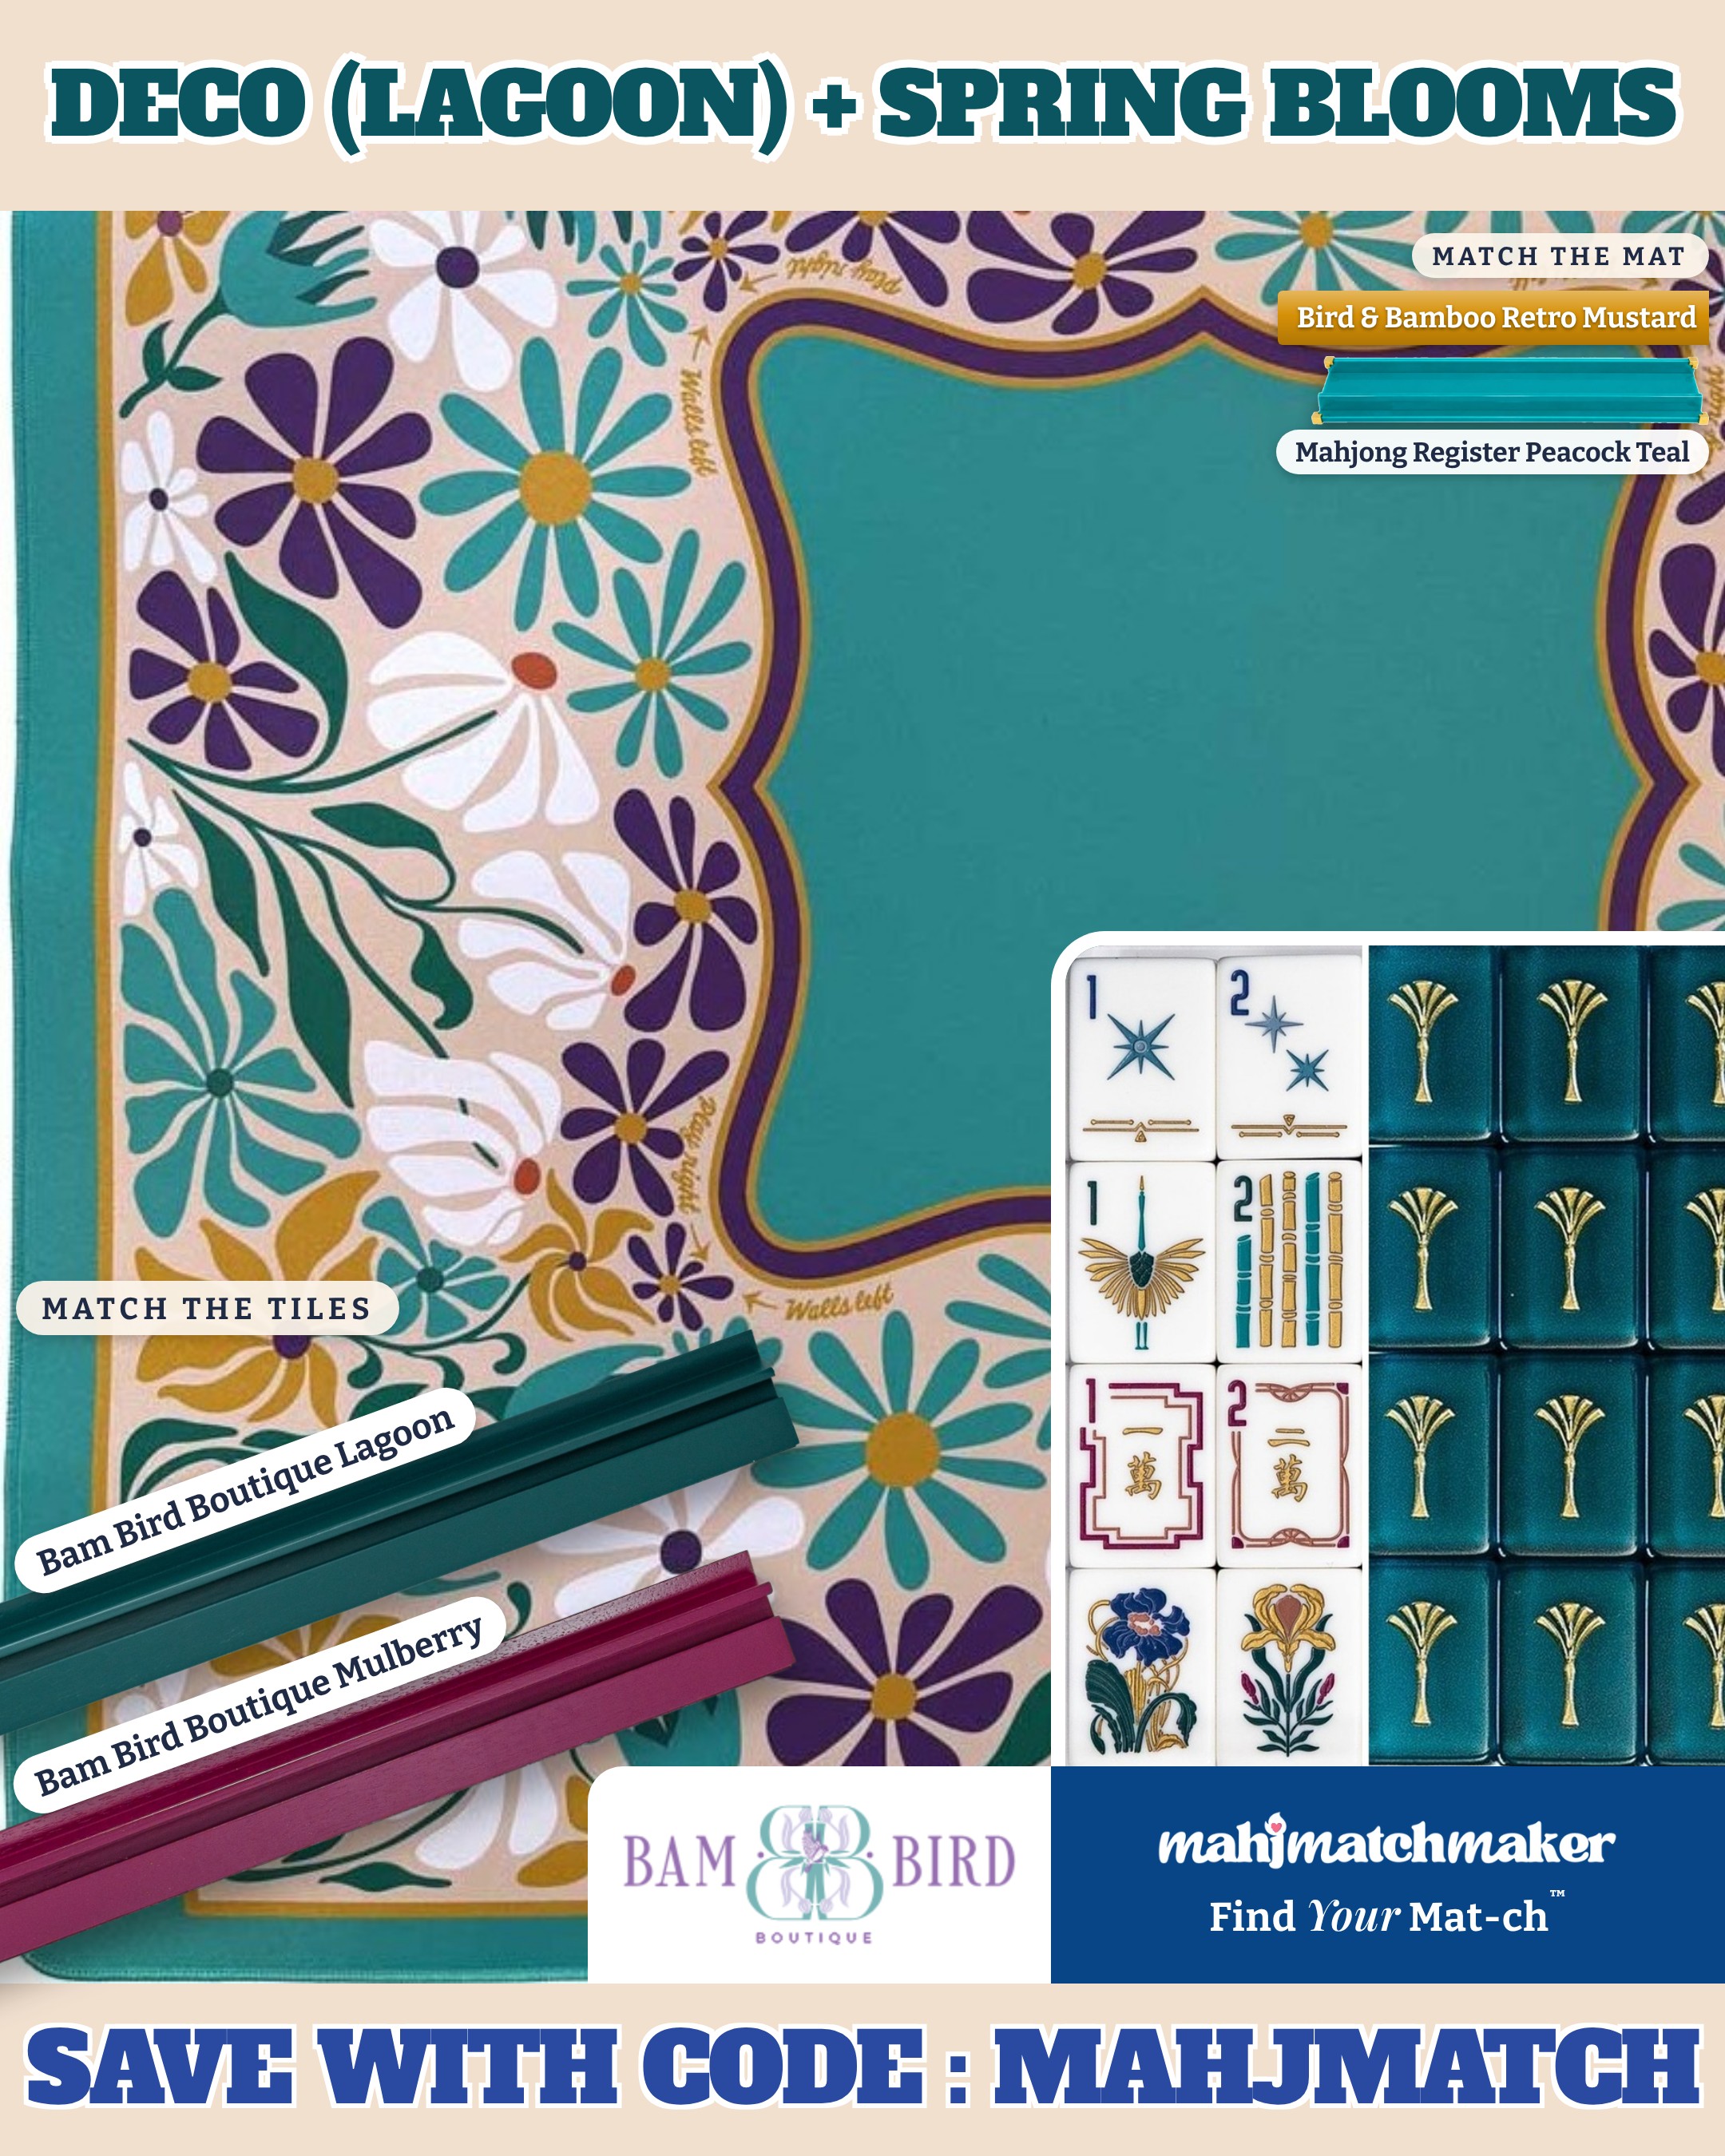 DECO (LAGOON) + SPRING BLOOMS
Play right
MATCH THE MAT
Bird & Bamboo Retro Mustard
Mahjong Register Peacock Teal
Walls left
Play right
Walls left
1
2
1
2
1
一
萬
2
二
萬
MATCH THE TILES
Bam Bird Boutique Lagoon
Bam Bird Boutique Mulberry
BAM BIRD
BOUTIQUE
mahjmatchmaker
Find Your Mat-ch™
SAVE WITH CODE : MAHJMATCH